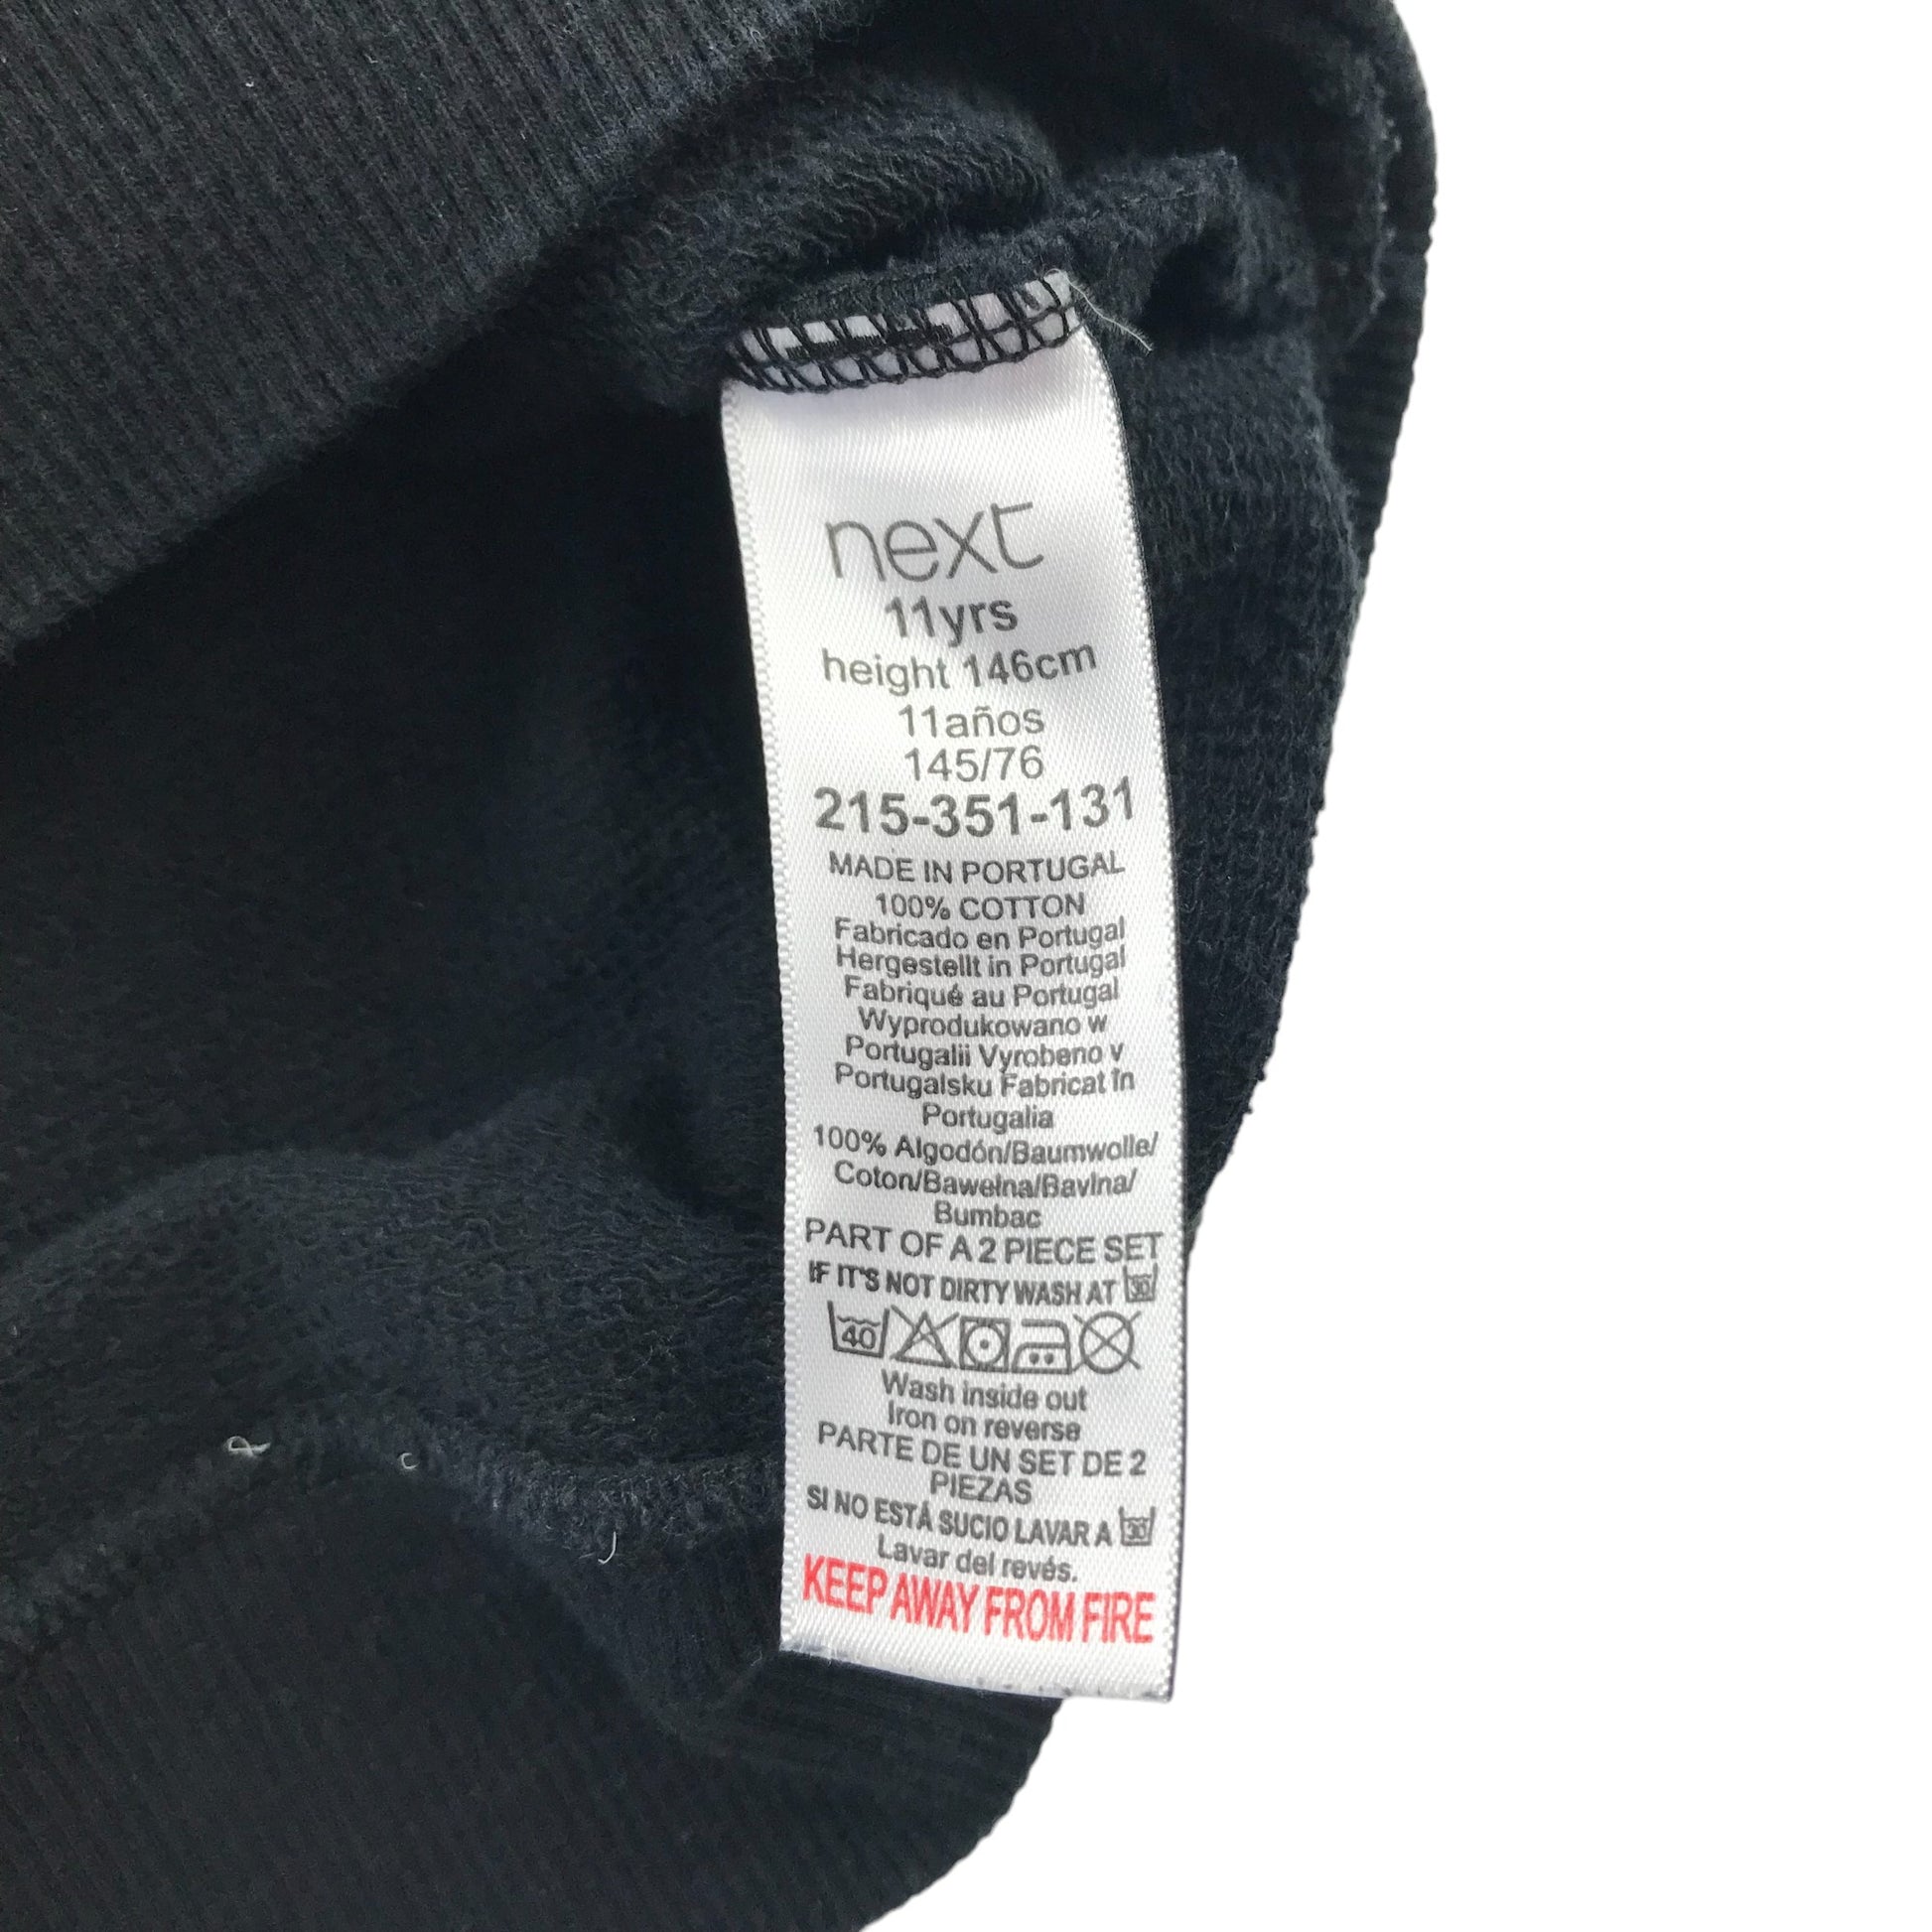 next
11yrs
height 146cm
11años
145/76
215-351-131
MADE IN PORTUGAL
100% COTTON
Fabricado en Portugal
Hergestellt in Portugal
Fabriqué au Portugal
Wyprodukowano w
Portugalii Vyrobeno v
Portugalsku Fabricat în
Portugalia
100% Algodón/Baumwolle/
Coton/Bawełna/Bavlna/
Bumbac
PART OF A 2 PIECE SET
IF IT'S NOT DIRTY WASH AT 30
40
Wash inside out
Iron on reverse
PARTE DE UN SET DE 2
PIEZAS
SI NO ESTÁ SUCIO LAVAR A 30
Lavar del revés.
KEEP AWAY FROM FIRE